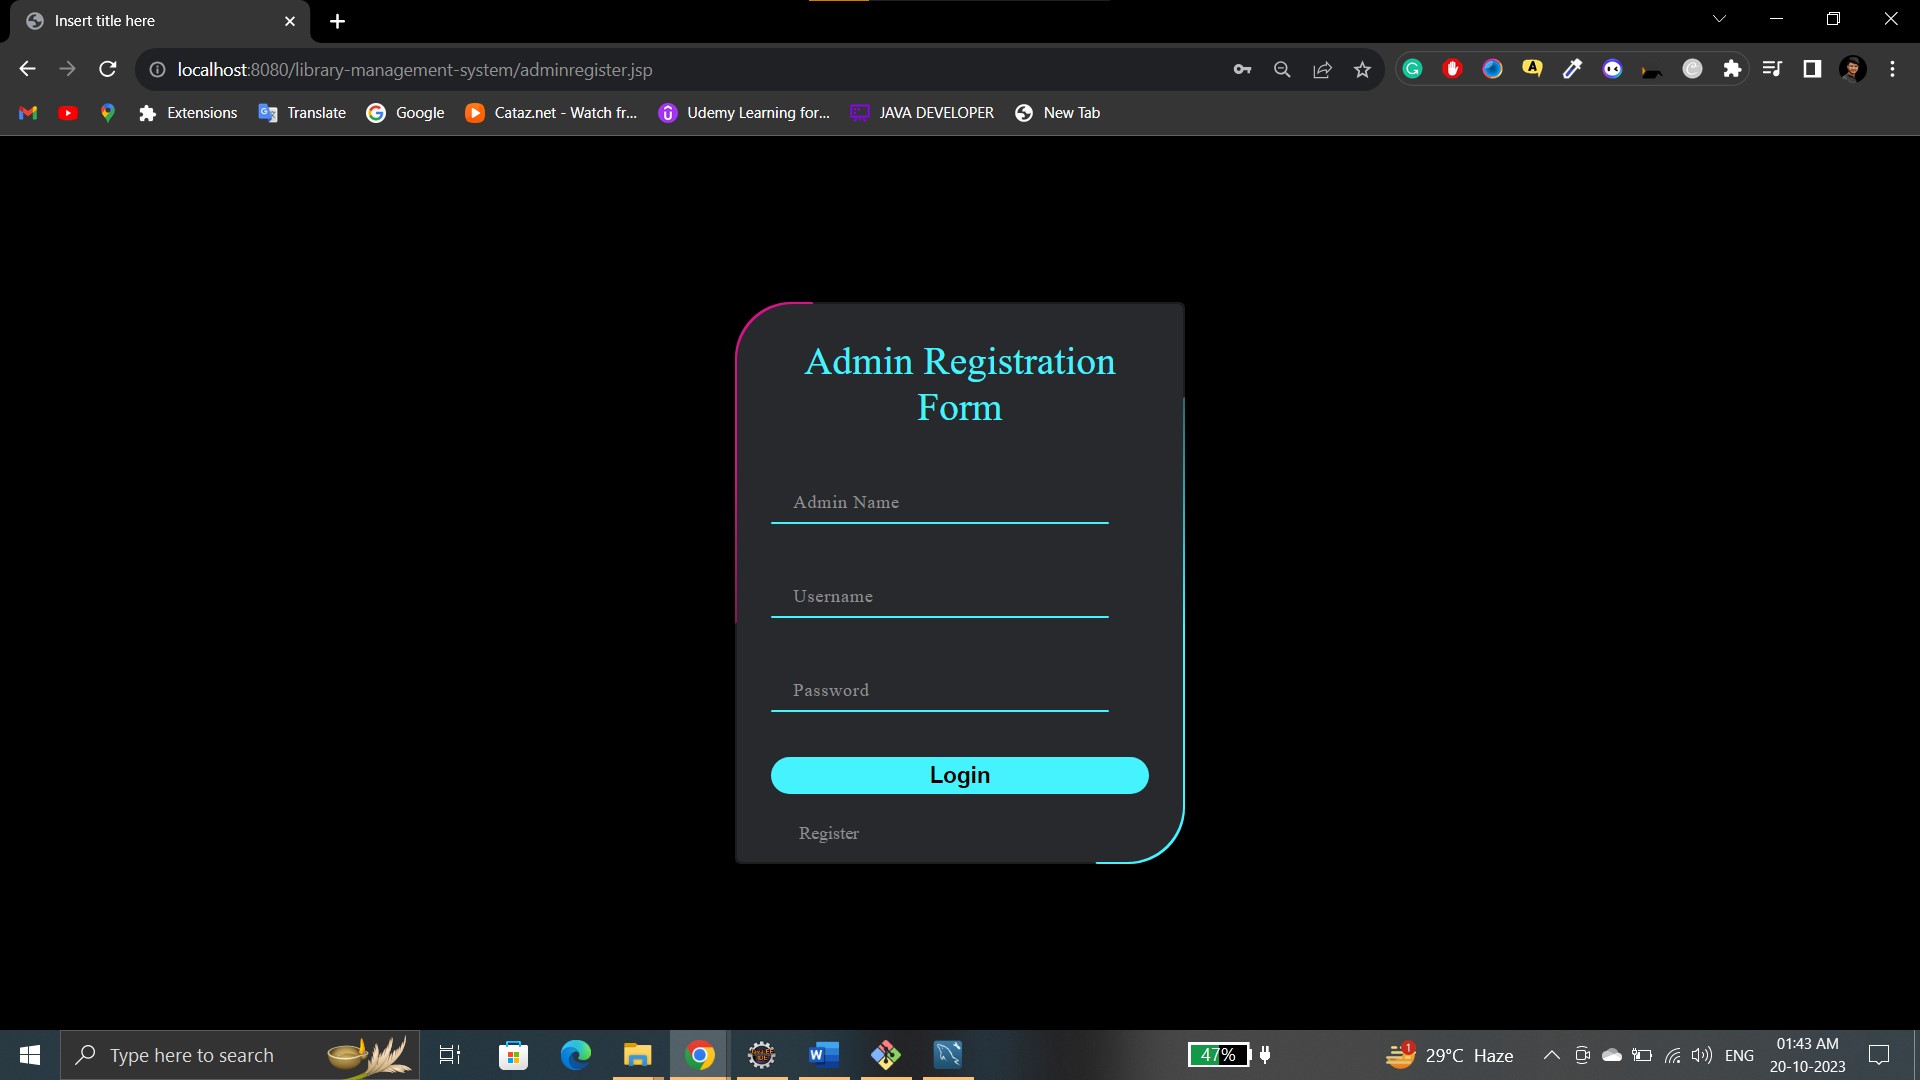 Insert title here
localhost:8080/library-management-system/adminregister.jsp
Extensions
Translate
Google
Cataz.net - Watch fr...
Udemy Learning for...
JAVA DEVELOPER
New Tab
Admin Registration
Form
Admin Name
Username
Password
Login
Register
Type here to search
47%
1
29°C Haze
ENG
01:43 AM
20-10-2023